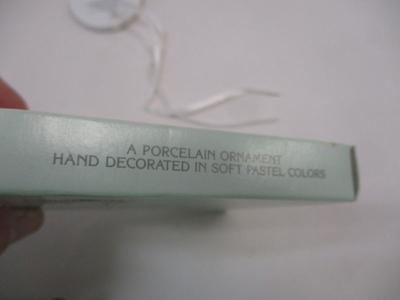 A PORCELAIN ORNAMENT
HAND DECORATED IN SOFT PASTEL COLORS